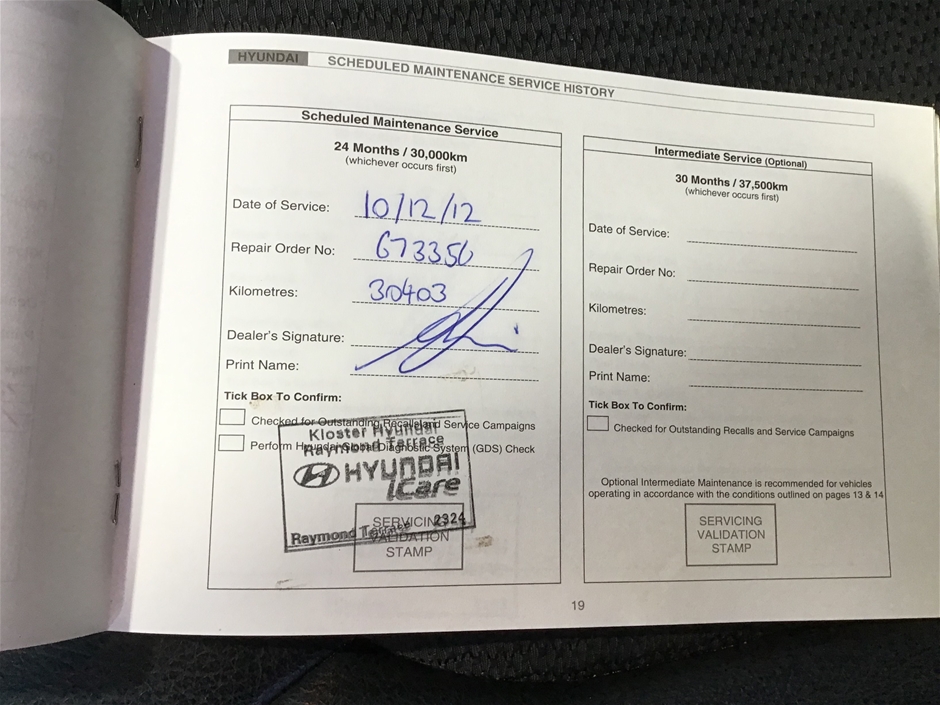 HYUNDAI
SCHEDULED MAINTENANCE SERVICE HISTORY
Scheduled Maintenance Service
24 Months / 30,000km
(whichever occurs first)
Date of Service: 10/12/12
Repair Order No: 673356
Kilometres: 30403
Dealer's Signature:
Print Name:
Tick Box To Confirm:
Checked for Outstanding Recalls and Service Campaigns
Perform Hyundai Global Diagnostic System (GDS) Check
Kloster Hyundai
Raymond Terrace
HYUNDAI
iCare
Raymond Terrace 2324
SERVICING
VALIDATION
STAMP
Intermediate Service (Optional)
30 Months / 37,500km
(whichever occurs first)
Date of Service:
Repair Order No:
Kilometres:
Dealer's Signature:
Print Name:
Tick Box To Confirm:
Checked for Outstanding Recalls and Service Campaigns
Optional Intermediate Maintenance is recommended for vehicles
operating in accordance with the conditions outlined on pages 13 & 14
SERVICING
VALIDATION
STAMP
19